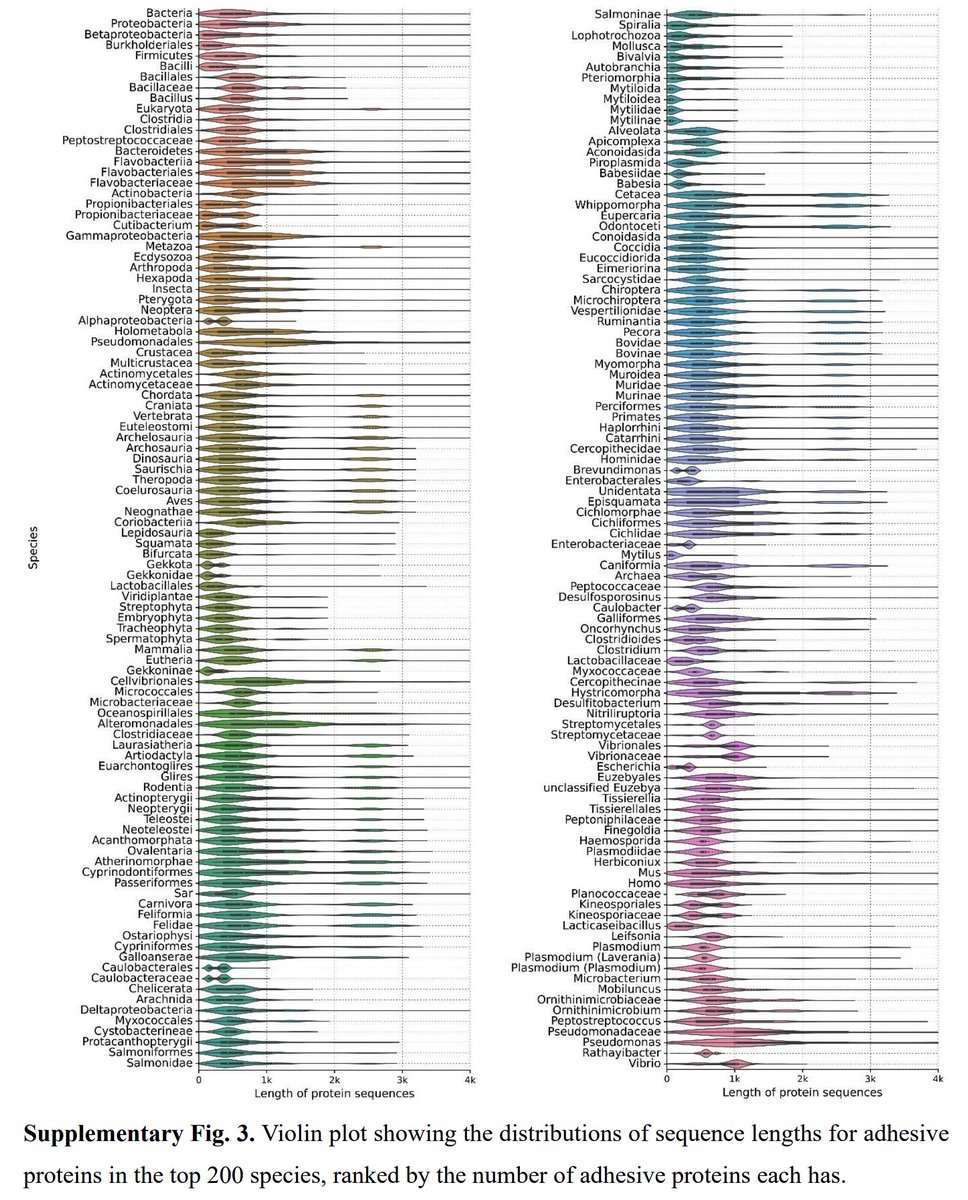 Species
Bacteria
Proteobacteria
Betaproteobacteria
Burkholderiales
Firmicutes
Bacilli
Bacillales
Bacillaceae
Bacillus
Eukaryota
Clostridia
Clostridiales
Peptostreptococcaceae
Bacteroidetes
Flavobacteriia
Flavobacteriales
Flavobacteriaceae
Actinobacteria
Propionibacteriales
Propionibacteriaceae
Cutibacterium
Gammaproteobacteria
Metazoa
Ecdysozoa
Arthropoda
Hexapoda
Insecta
Pterygota
Neoptera
Alphaproteobacteria
Holometabola
Pseudomonadales
Crustacea
Multicrustacea
Actinomycetales
Actinomycetaceae
Chordata
Craniata
Vertebrata
Euteleostomi
Archelosauria
Archosauria
Dinosauria
Saurischia
Theropoda
Coelurosauria
Aves
Neognathae
Coriobacteriia
Lepidosauria
Squamata
Bifurcata
Gekkota
Gekkonidae
Lactobacillales
Viridiplantae
Streptophyta
Embryophyta
Tracheophyta
Spermatophyta
Mammalia
Eutheria
Gekkoninae
Cellvibrionales
Micrococcales
Microbacteriaceae
Oceanospirillales
Alteromonadales
Clostridiaceae
Laurasiatheria
Artiodactyla
Euarchontoglires
Glires
Rodentia
Actinopterygii
Neopterygii
Teleostei
Neoteleostei
Acanthomorphata
Ovalentaria
Atherinomorphae
Cyprinodontiformes
Passeriformes
Sar
Carnivora
Feliformia
Felidae
Ostariophysi
Cypriniformes
Galloanserae
Caulobacterales
Caulobacteraceae
Chelicerata
Arachnida
Deltaproteobacteria
Myxococcales
Cystobacterineae
Protacanthopterygii
Salmoniformes
Salmonidae
0 1k 2k 3k 4k
Length of protein sequences
Salmoninae
Spiralia
Lophotrochozoa
Mollusca
Bivalvia
Autobranchia
Pteriomorphia
Mytiloida
Mytiloidea
Mytilidae
Mytilinae
Alveolata
Apicomplexa
Aconoidasida
Piroplasmida
Babesiidae
Babesia
Cetacea
Whippomorpha
Eupercaria
Odontoceti
Conoidasida
Coccidia
Eucoccidiorida
Eimeriorina
Sarcocystidae
Chiroptera
Microchiroptera
Vespertilionidae
Ruminantia
Pecora
Bovidae
Bovinae
Myomorpha
Muroidea
Muridae
Murinae
Perciformes
Primates
Haplorrhini
Catarrhini
Cercopithecidae
Hominidae
Brevundimonas
Enterobacterales
Unidentata
Episquamata
Cichlomorphae
Cichliformes
Cichlidae
Enterobacteriaceae
Mytilus
Caniformia
Archaea
Peptococcaceae
Desulfosporosinus
Caulobacter
Galliformes
Oncorhynchus
Clostridioides
Clostridium
Lactobacillaceae
Myxococcaceae
Cercopithecinae
Hystricomorpha
Desulfitobacterium
Nitriliruptoria
Streptomycetales
Streptomycetaceae
Vibrionales
Vibrionaceae
Escherichia
Euzebyales
unclassified Euzebya
Tissierellia
Tissierellales
Peptoniphilaceae
Finegoldia
Haemosporida
Plasmodiidae
Herbiconiux
Mus
Homo
Planococcaceae
Kineosporiales
Kineosporiaceae
Lacticaseibacillus
Leifsonia
Plasmodium
Plasmodium (Laverania)
Plasmodium (Plasmodium)
Microbacterium
Mobiluncus
Ornithinimicrobiaceae
Ornithinimicrobium
Peptostreptococcus
Pseudomonadaceae
Pseudomonas
Rathayibacter
Vibrio
0 1k 2k 3k 4k
Length of protein sequences
Supplementary Fig. 3. Violin plot showing the distributions of sequence lengths for adhesive
proteins in the top 200 species, ranked by the number of adhesive proteins each has.